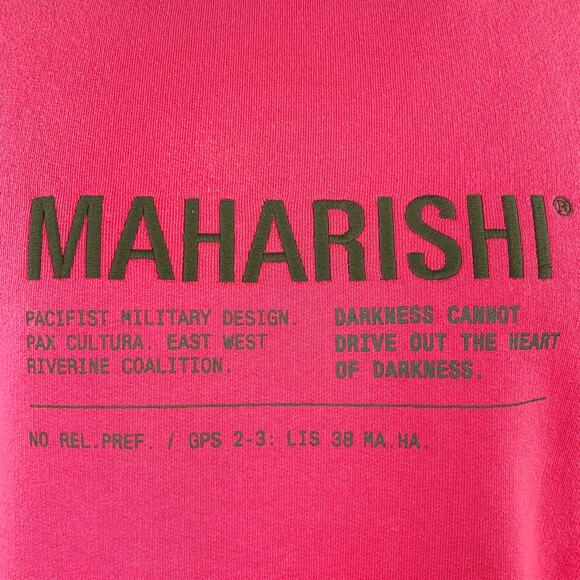 MAHARISHI®
PACIFIST MILITARY DESIGN.
PAX CULTURA. EAST WEST
RIVERINE COALITION.
DARKNESS CANNOT
DRIVE OUT THE HEART
OF DARKNESS.
NO REL.PREF. / GPS 2-3: LIS 38 MA.HA.